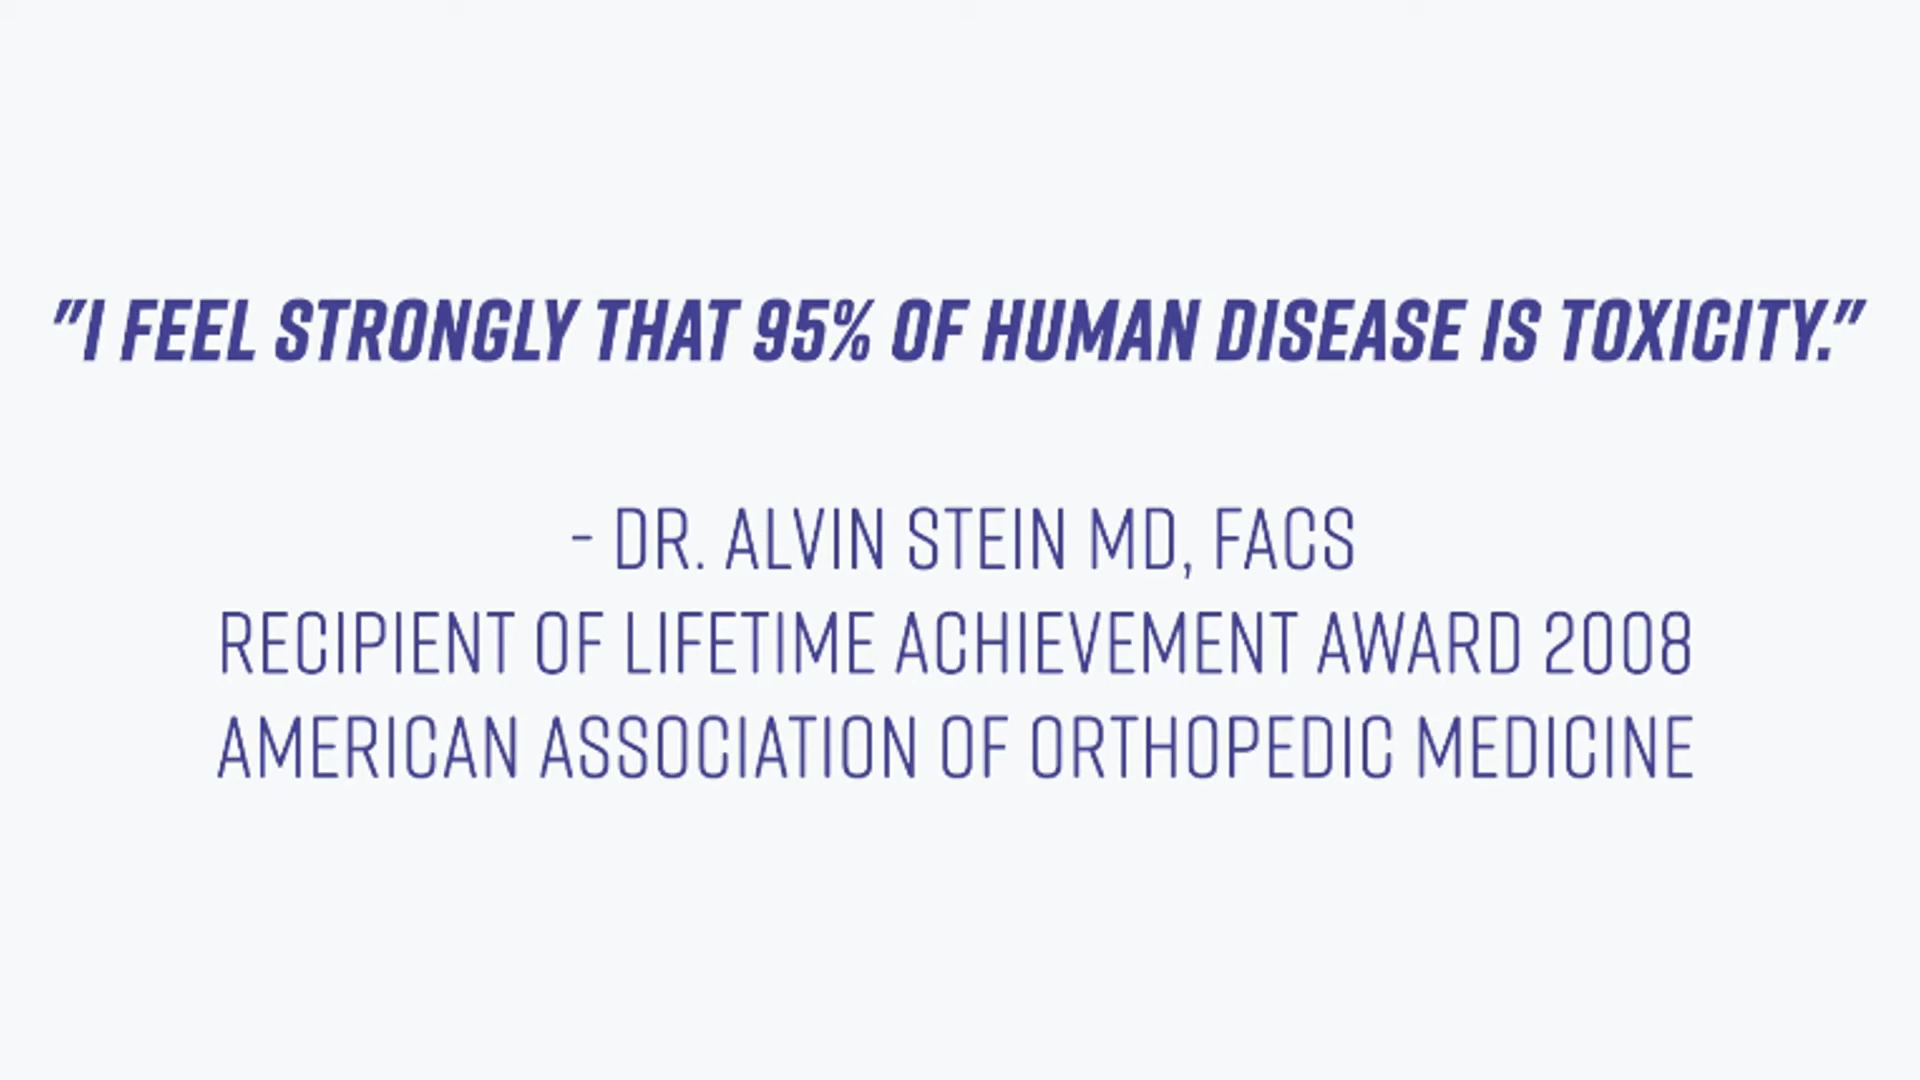 "I FEEL STRONGLY THAT 95% OF HUMAN DISEASE IS TOXICITY."
- DR. ALVIN STEIN MD, FACS
RECIPIENT OF LIFETIME ACHIEVEMENT AWARD 2008
AMERICAN ASSOCIATION OF ORTHOPEDIC MEDICINE